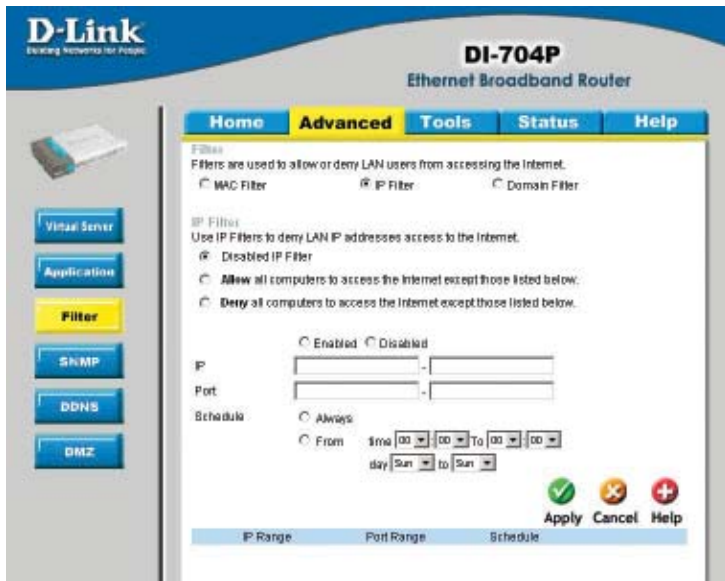 D-Link
Building Networks for People
DI-704P
Ethernet Broadband Router
Home Advanced Tools Status Help
Filter
Filters are used to allow or deny LAN users from accessing the Internet.
MAC Filter IP Filter Domain Filter
IP Filter
Use IP Filters to deny LAN IP addresses access to the Internet.
Disabled IP Filter
Allow all computers to access the Internet except those listed below.
Deny all computers to access the Internet except those listed below.
Enabled Disabled
IP -
Port -
Schedule Always
From time 00 : 00 To 00 : 00
day Sun to Sun
Apply Cancel Help
IP Range Port Range Schedule
Virtual Server
Application
Filter
SNMP
DDNS
DMZ